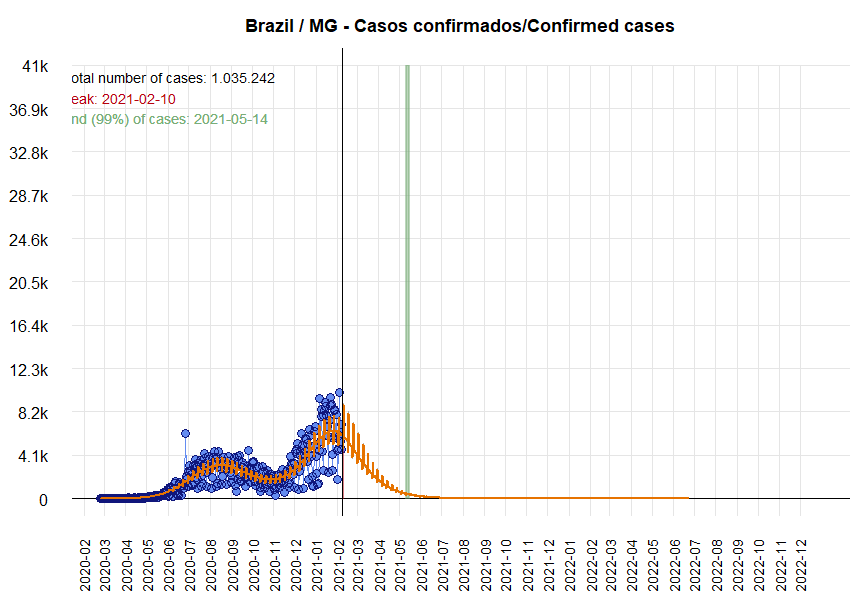 Brazil / MG - Casos confirmados/Confirmed cases
41k
otal number of cases: 1.035.242
eak: 2021-02-10
nd (99%) of cases: 2021-05-14
36.9k
32.8k
28.7k
24.6k
20.5k
16.4k
12.3k
8.2k
4.1k
0
2020-02
2020-03
2020-04
2020-05
2020-06
2020-07
2020-08
2020-09
2020-10
2020-11
2020-12
2021-01
2021-02
2021-03
2021-04
2021-05
2021-06
2021-07
2021-08
2021-09
2021-10
2021-11
2021-12
2022-01
2022-02
2022-03
2022-04
2022-05
2022-06
2022-07
2022-08
2022-09
2022-10
2022-11
2022-12